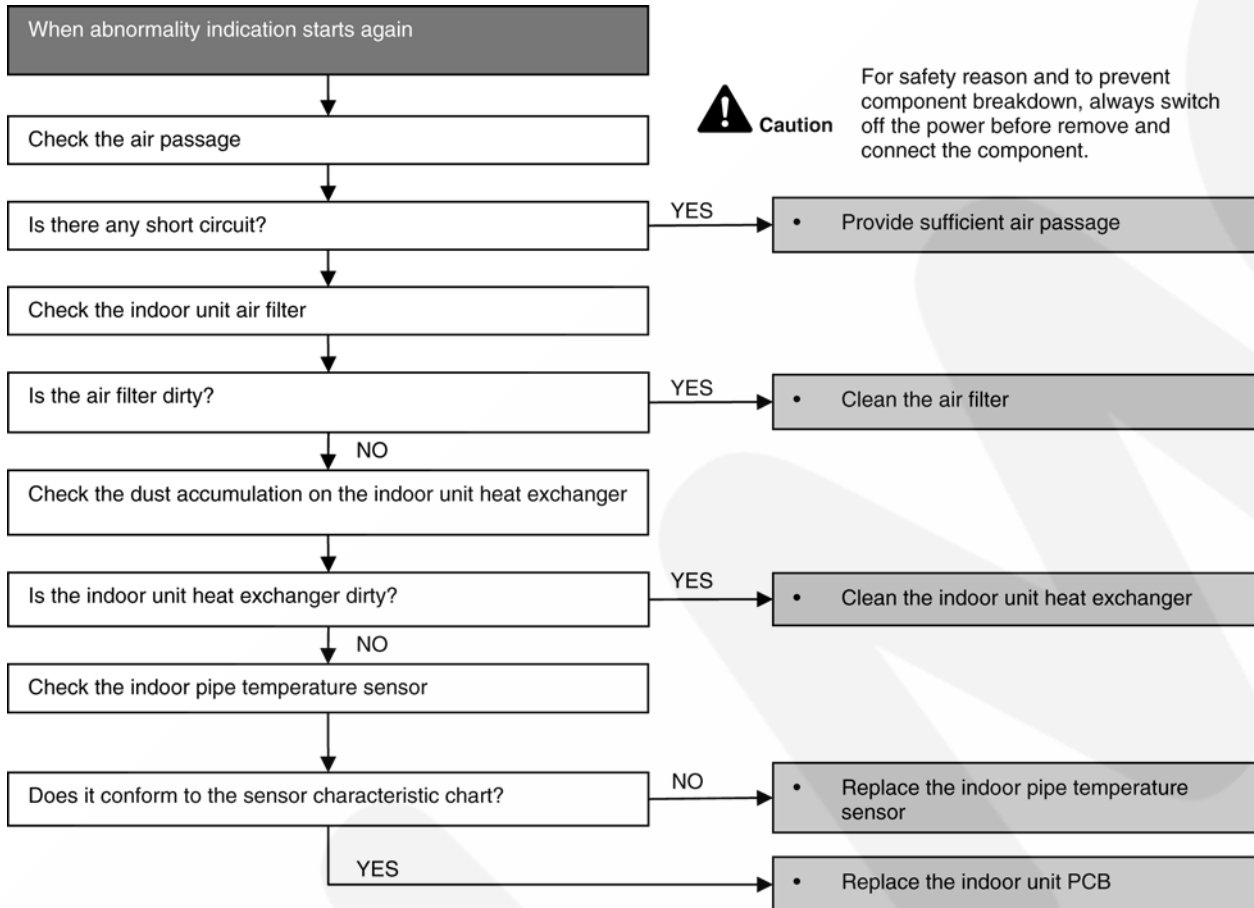 When abnormality indication starts again
Caution
For safety reason and to prevent
component breakdown, always switch
off the power before remove and
connect the component.
Check the air passage
Is there any short circuit?
YES
• Provide sufficient air passage
Check the indoor unit air filter
Is the air filter dirty?
YES
• Clean the air filter
NO
Check the dust accumulation on the indoor unit heat exchanger
Is the indoor unit heat exchanger dirty?
YES
• Clean the indoor unit heat exchanger
NO
Check the indoor pipe temperature sensor
Does it conform to the sensor characteristic chart?
NO
• Replace the indoor pipe temperature
sensor
YES
• Replace the indoor unit PCB